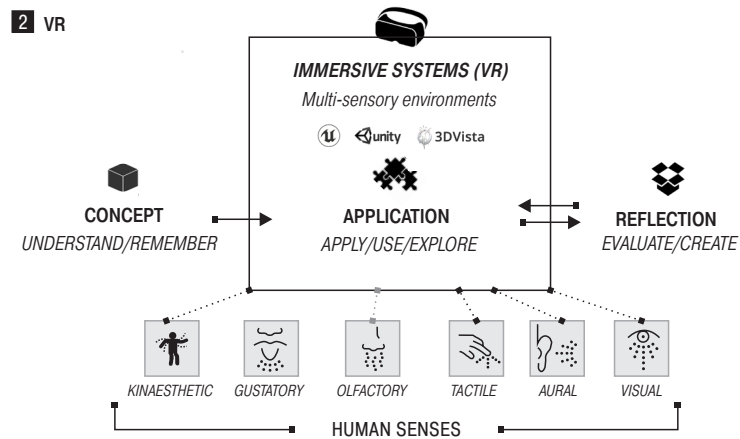 2 VR
IMMERSIVE SYSTEMS (VR)
Multi-sensory environments
unity 3DVista
CONCEPT
UNDERSTAND/REMEMBER
APPLICATION
APPLY/USE/EXPLORE
REFLECTION
EVALUATE/CREATE
KINAESTHETIC GUSTATORY OLFACTORY TACTILE AURAL VISUAL
HUMAN SENSES